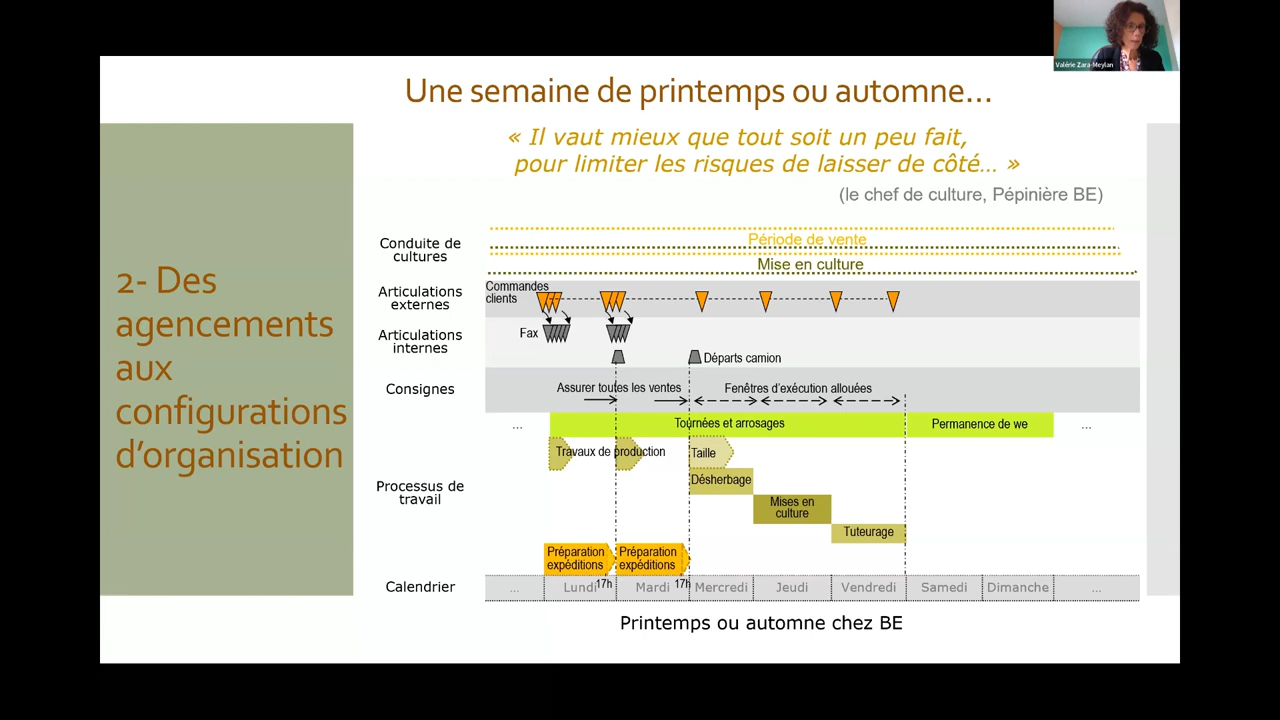 Valérie Zara-Meylan
Une semaine de printemps ou automne…
« Il vaut mieux que tout soit un peu fait,
pour limiter les risques de laisser de côté… »
(le chef de culture, Pépinière BE)
2- Des
agencements
aux
configurations
d’organisation
Conduite de
cultures
Période de vente
Mise en culture
Articulations
externes
Commandes
clients
Articulations
internes
Fax
Départs camion
Consignes
Assurer toutes les ventes
Fenêtres d’exécution allouées
...
Tournées et arrosages
Permanence de we
...
Processus de
travail
Travaux de production
Taille
Désherbage
Mises en
culture
Tuteurage
Préparation
expéditions
Préparation
expéditions
17h
17h
Calendrier
...
Lundi
Mardi
Mercredi
Jeudi
Vendredi
Samedi
Dimanche
...
Printemps ou automne chez BE